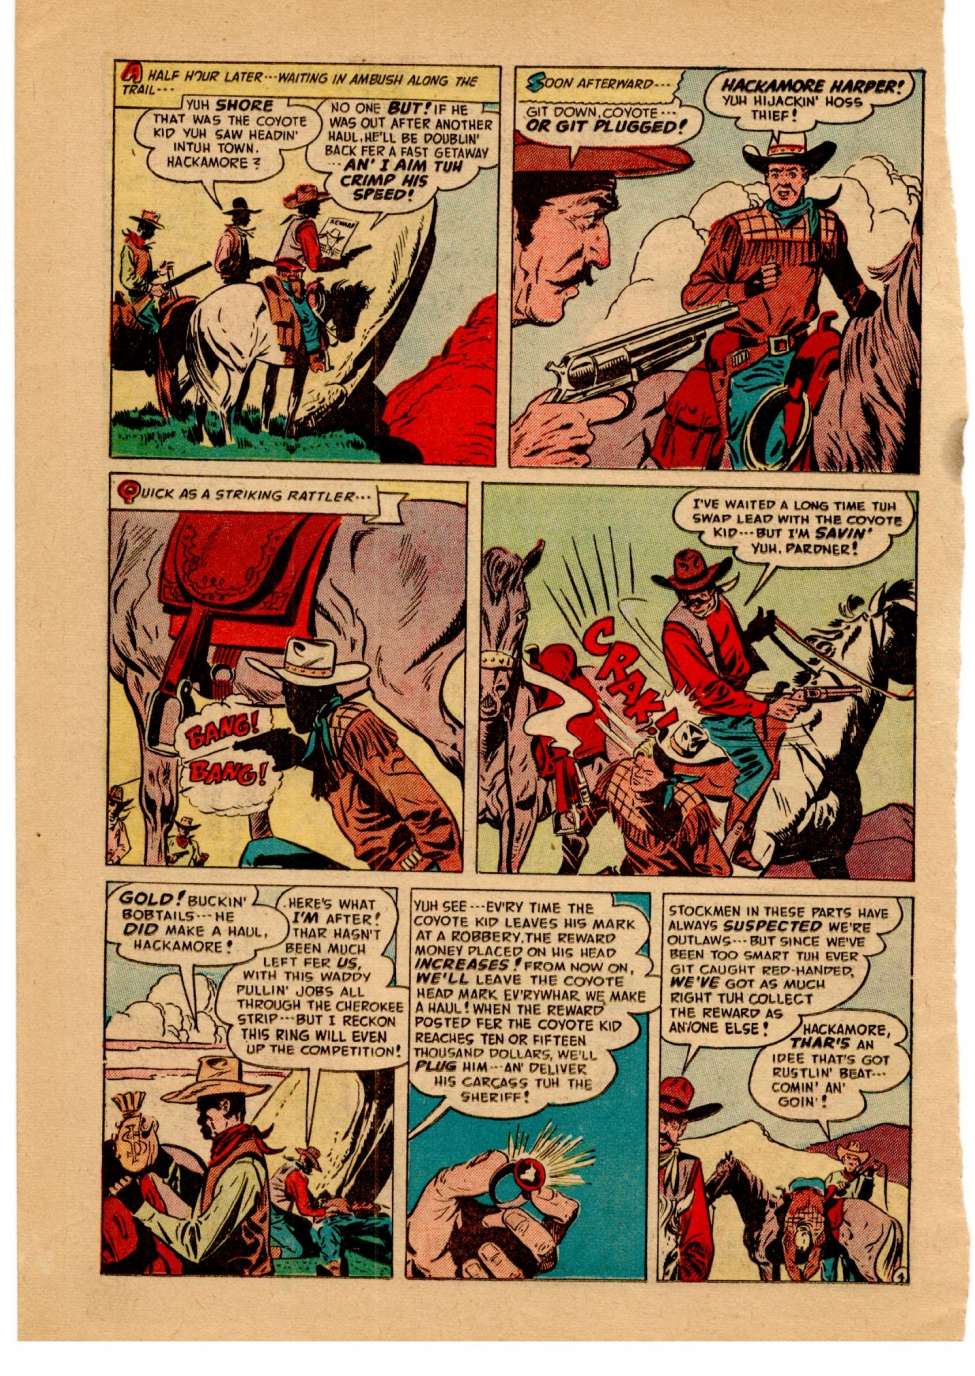 A HALF HOUR LATER---WAITING IN AMBUSH ALONG THE
TRAIL---
YUH SHORE
THAT WAS THE COYOTE
KID YUH SAW HEADIN'
INTUH TOWN,
HACKAMORE?
NO ONE BUT! IF HE
WAS OUT AFTER ANOTHER
HAUL, HE'LL BE DOUBLIN'
BACK FER A FAST GETAWAY
--AN' I AIM TUH
CRIMP HIS
SPEED!
REWARD
SOON AFTERWARD---
GIT DOWN, COYOTE---
OR GIT PLUGGED!
HACKAMORE HARPER!
YUH HIJACKIN' HOSS
THIEF!
QUICK AS A STRIKING RATTLER---
BANG!
BANG!
I'VE WAITED A LONG TIME TUH
SWAP LEAD WITH THE COYOTE
KID---BUT I'M SAVIN'
YUH, PARDNER!
CRAK!
GOLD! BUCKIN'
BOBTAILS---HE
DID MAKE A HAUL,
HACKAMORE!
HERE'S WHAT
I'M AFTER!
THAR HASN'T
BEEN MUCH
LEFT FER US,
WITH THIS WADDY
PULLIN' JOBS ALL
THROUGH THE CHEROKEE
STRIP---BUT I RECKON
THIS RING WILL EVEN
UP THE COMPETITION!
YUH SEE---EV'RY TIME THE
COYOTE KID LEAVES HIS MARK
AT A ROBBERY, THE REWARD
MONEY PLACED ON HIS HEAD
INCREASES! FROM NOW ON,
WE'LL LEAVE THE COYOTE
HEAD MARK EV'RYWHAR WE MAKE
A HAUL! WHEN THE REWARD
POSTED FER THE COYOTE KID
REACHES TEN OR FIFTEEN
THOUSAND DOLLARS, WE'LL
PLUG HIM---AN' DELIVER
HIS CARCASS TUH THE
SHERIFF!
STOCKMEN IN THESE PARTS HAVE
ALWAYS SUSPECTED WE'RE
OUTLAWS---BUT SINCE WE'VE
BEEN TOO SMART TUH EVER
GIT CAUGHT RED-HANDED,
WE'VE GOT AS MUCH
RIGHT TUH COLLECT
THE REWARD AS
ANYONE ELSE!
HACKAMORE,
THAR'S AN
IDEE THAT'S GOT
RUSTLIN' BEAT---
COMIN' AN'
GOIN'!
4